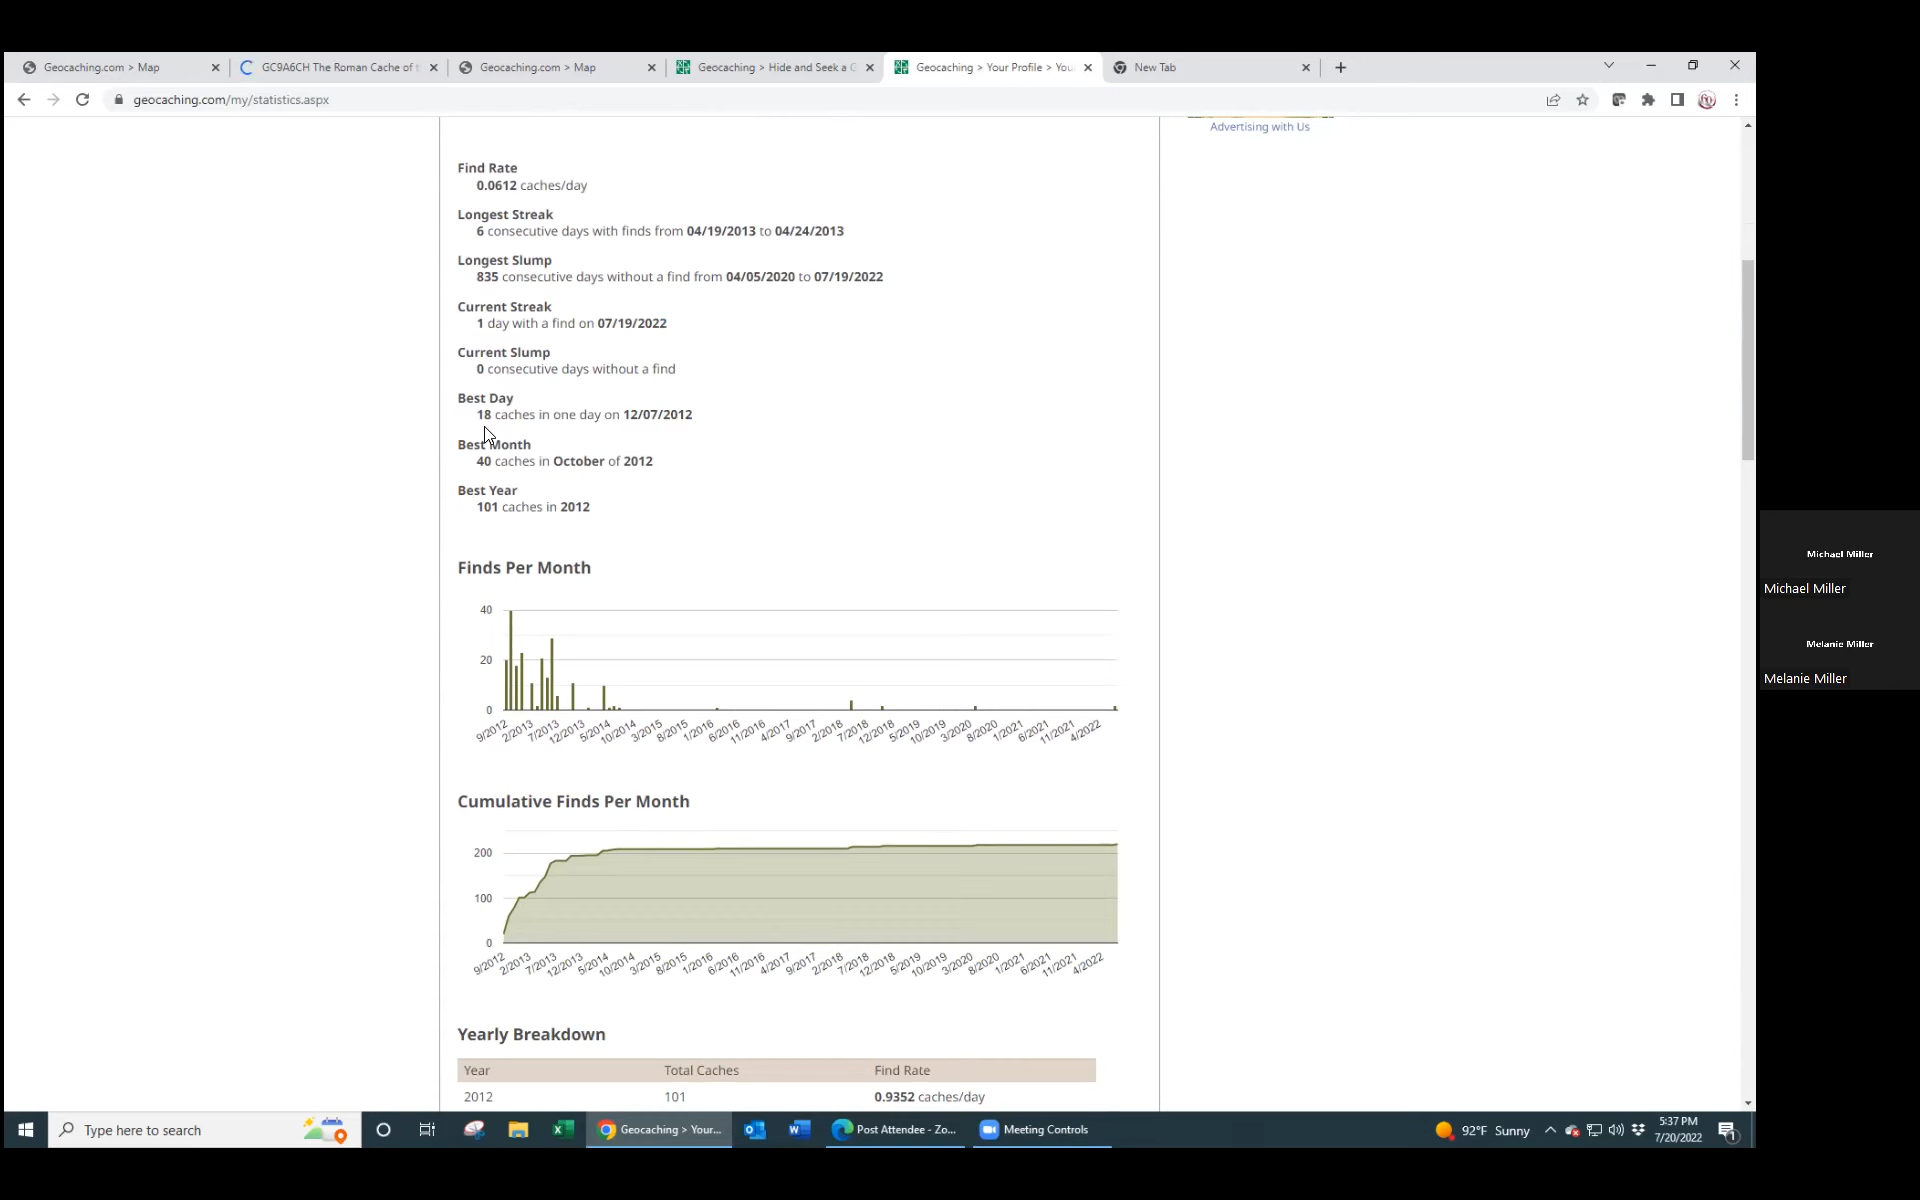 Geocaching.com > Map
GC9A6CH The Roman Cache of t
Geocaching.com > Map
Geocaching > Hide and Seek a G
Geocaching > Your Profile > You
New Tab
geocaching.com/my/statistics.aspx
Advertising with Us
Find Rate
0.0612 caches/day
Longest Streak
6 consecutive days with finds from 04/19/2013 to 04/24/2013
Longest Slump
835 consecutive days without a find from 04/05/2020 to 07/19/2022
Current Streak
1 day with a find on 07/19/2022
Current Slump
0 consecutive days without a find
Best Day
18 caches in one day on 12/07/2012
Best Month
40 caches in October of 2012
Best Year
101 caches in 2012
Finds Per Month
40
20
0
9/2012 2/2013 7/2013 12/2013 5/2014 10/2014 3/2015 8/2015 1/2016 6/2016 11/2016 4/2017 9/2017 2/2018 7/2018 12/2018 5/2019 10/2019 3/2020 8/2020 1/2021 6/2021 11/2021 4/2022
Cumulative Finds Per Month
200
100
0
9/2012 2/2013 7/2013 12/2013 5/2014 10/2014 3/2015 8/2015 1/2016 6/2016 11/2016 4/2017 9/2017 2/2018 7/2018 12/2018 5/2019 10/2019 3/2020 8/2020 1/2021 6/2021 11/2021 4/2022
Yearly Breakdown
Year Total Caches Find Rate
2012 101 0.9352 caches/day
Michael Miller
Michael Miller
Melanie Miller
Melanie Miller
Type here to search
Geocaching > Your...
Post Attendee - Zo...
Meeting Controls
92°F Sunny
5:37 PM
7/20/2022
1